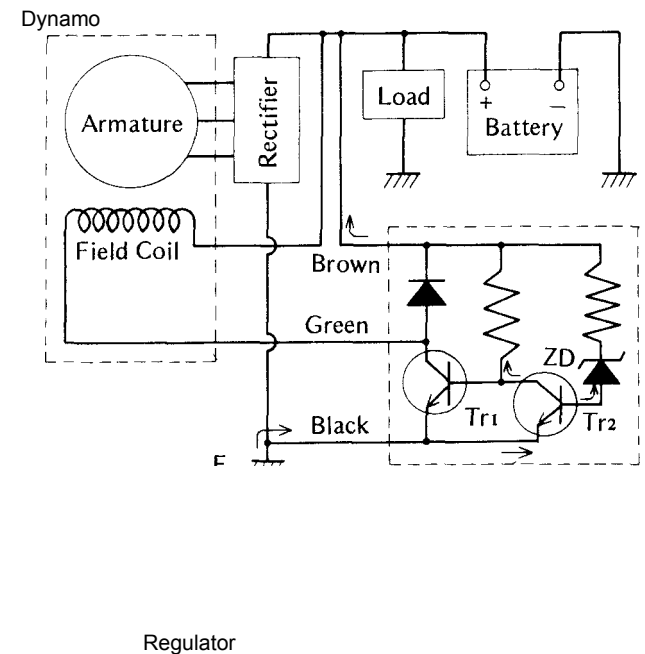 Dynamo
Armature
Rectifier
Load
+
−
Battery
Field Coil
Brown
Green
ZD
Tr1
Tr2
Black
Regulator